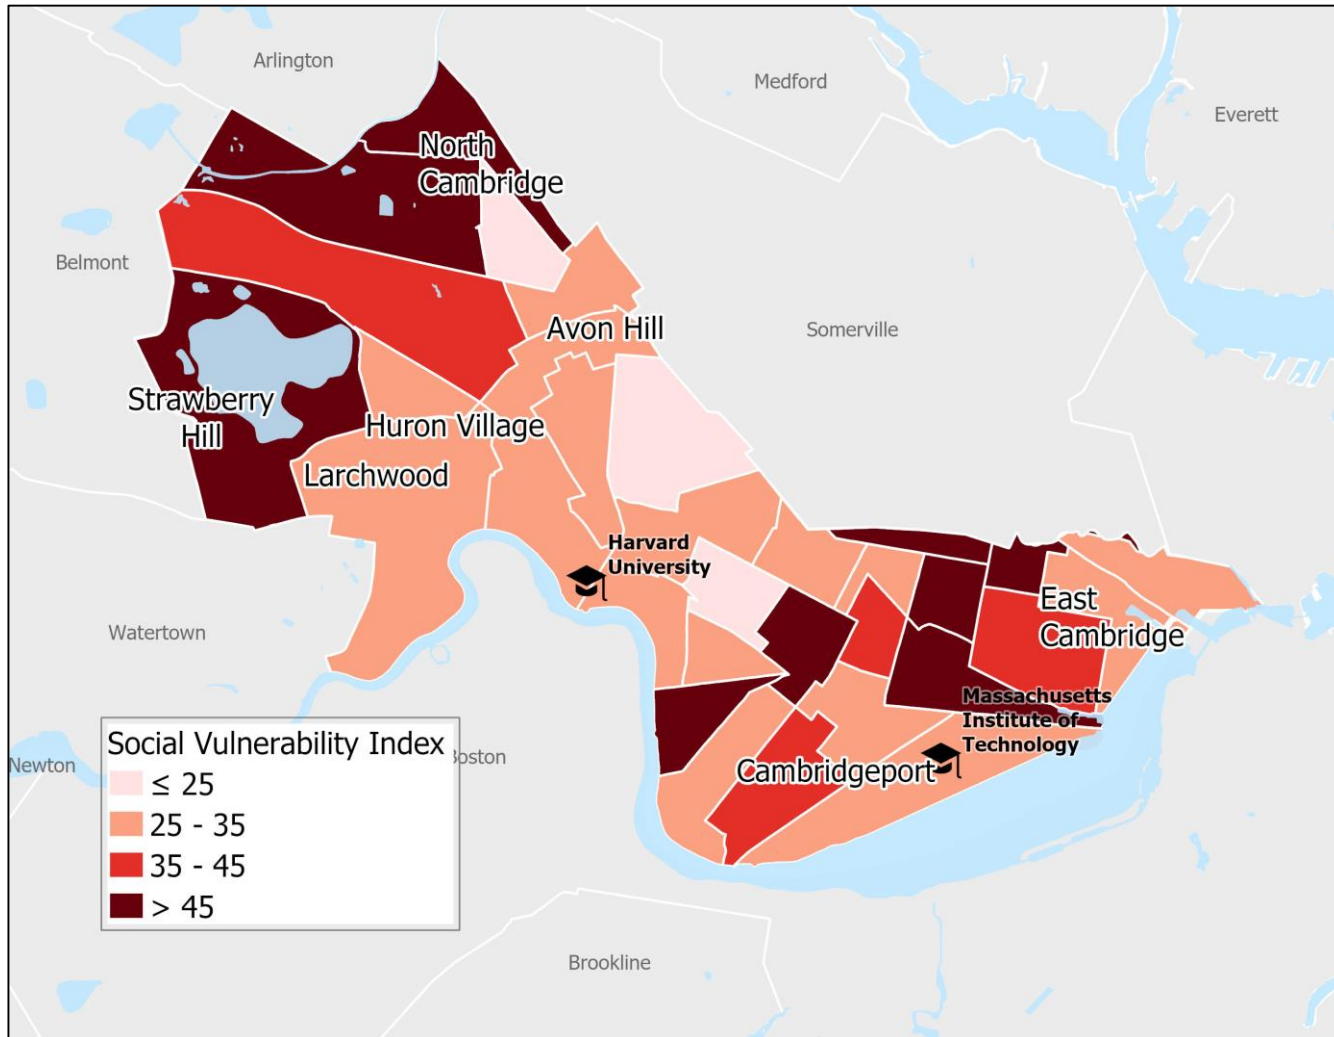 Arlington
Medford
Everett
North
Cambridge
Belmont
Avon Hill
Somerville
Strawberry
Hill
Huron Village
Larchwood
Harvard
University
East
Cambridge
Watertown
Massachusetts
Institute of
Technology
Social Vulnerability Index
≤ 25
25 - 35
35 - 45
> 45
Newton
Boston
Cambridgeport
Brookline